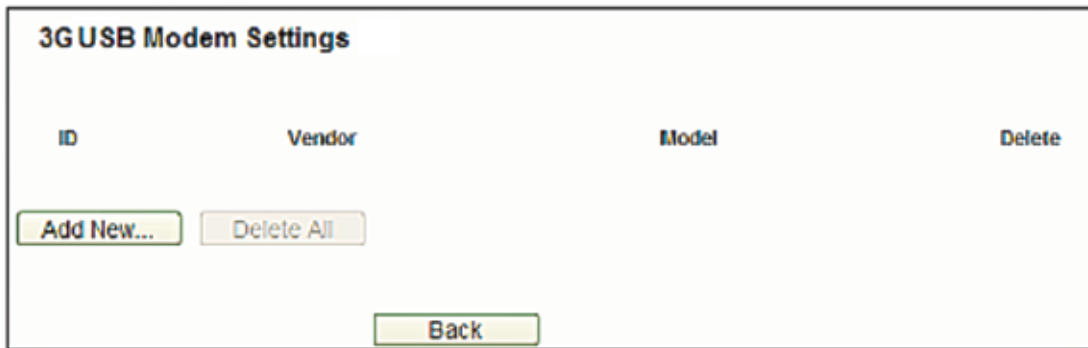 3G USB Modem Settings
ID Vendor Model Delete
Add New... Delete All
Back